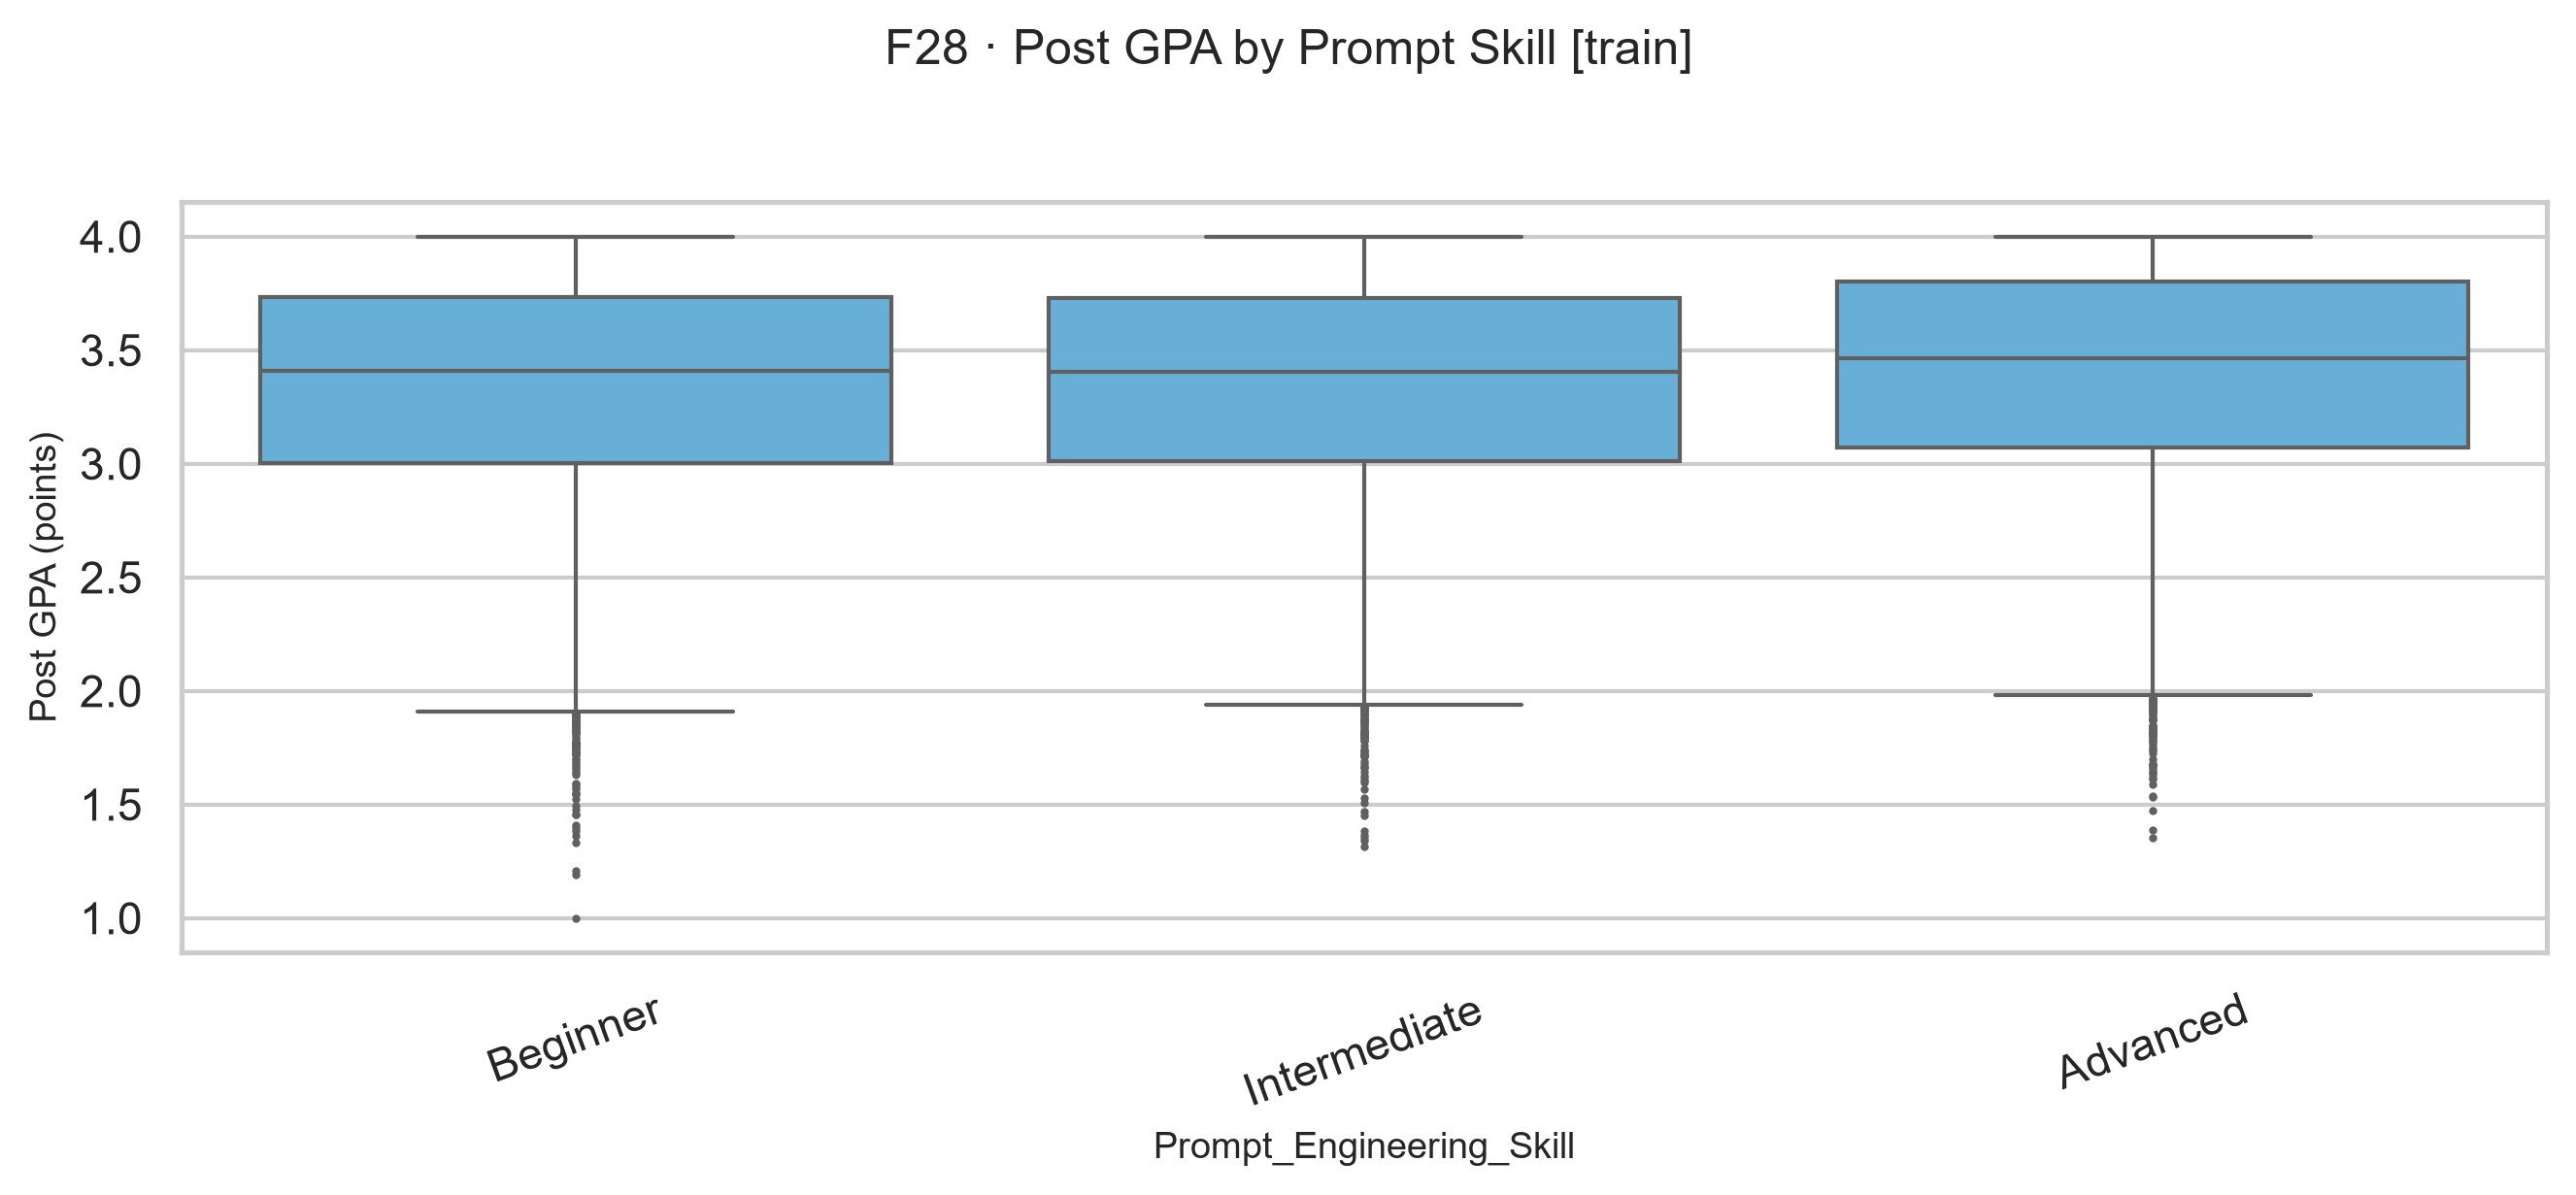 F28 · Post GPA by Prompt Skill [train]
Post GPA (points)
4.0
3.5
3.0
2.5
2.0
1.5
1.0
Beginner
Intermediate
Advanced
Prompt_Engineering_Skill